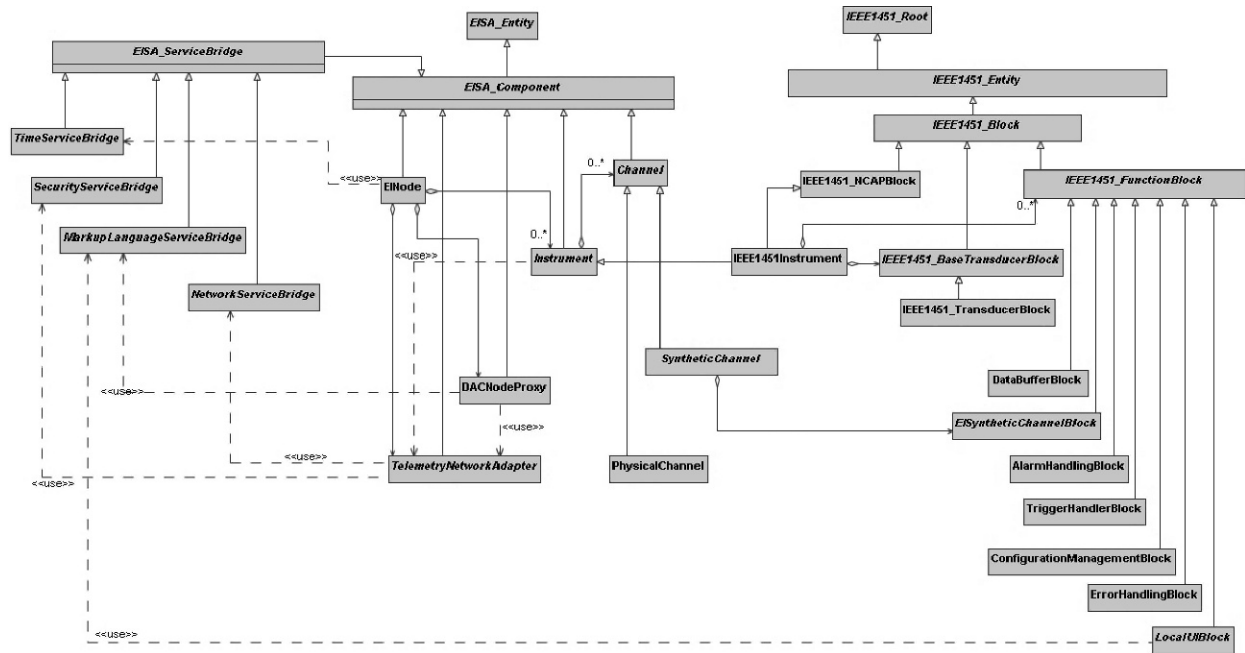 EISA_Entity
IEEE1451_Root
EISA_ServiceBridge
EISA_Component
IEEE1451_Entity
IEEE1451_Block
TimeServiceBridge
0..*
Channel
SecurityServiceBridge
<<use>>
EINode
IEEE1451_NCAPBlock
IEEE1451_FunctionBlock
0..*
MarkupLanguageServiceBridge
0..*
<<use>>
Instrument
IEEE1451Instrument
IEEE1451_BaseTransducerBlock
NetworkServiceBridge
IEEE1451_TransducerBlock
SyntheticChannel
DataBufferBlock
DACNodeProxy
<<use>>
<<use>>
EISyntheticChannelBlock
TelemetryNetworkAdapter
PhysicalChannel
AlarmHandlingBlock
<<use>>
<<use>>
TriggerHandlerBlock
ConfigurationManagementBlock
ErrorHandlingBlock
<<use>>
LocalUIBlock